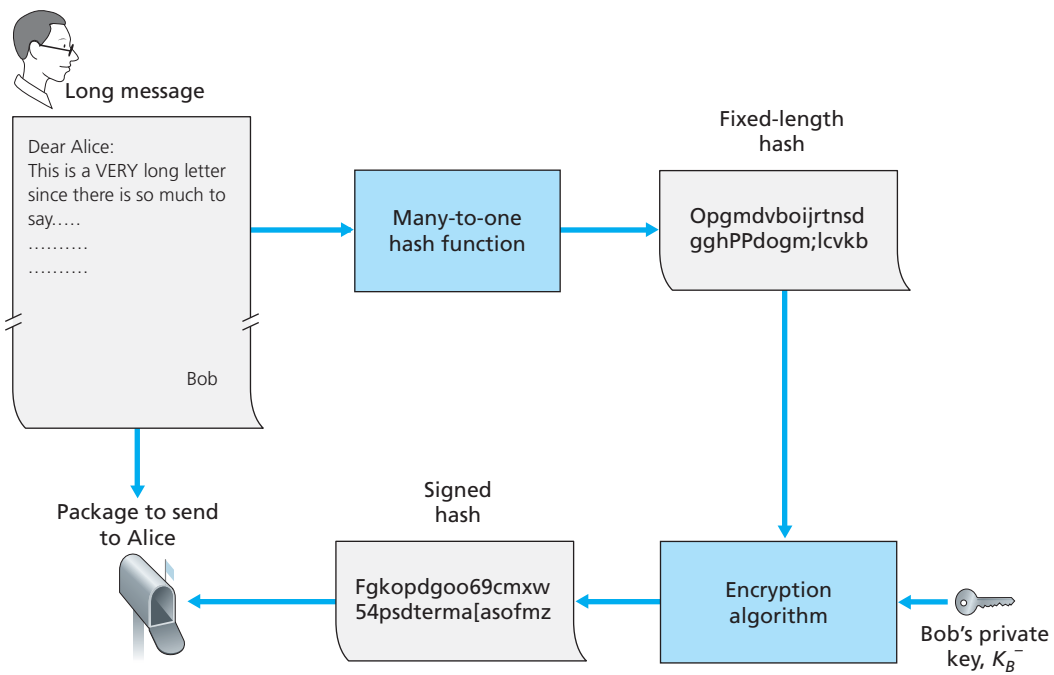 Long message
Dear Alice:
This is a VERY long letter
since there is so much to
say.....
..........
..........
Bob
Many-to-one
hash function
Fixed-length
hash
Opgmdvboijrtnsd
gghPPdogm;lcvkb
Package to send
to Alice
Signed
hash
Fgkopdgoo69cmxw
54psdterma[asofmz
Encryption
algorithm
Bob's private
key, K_B^–